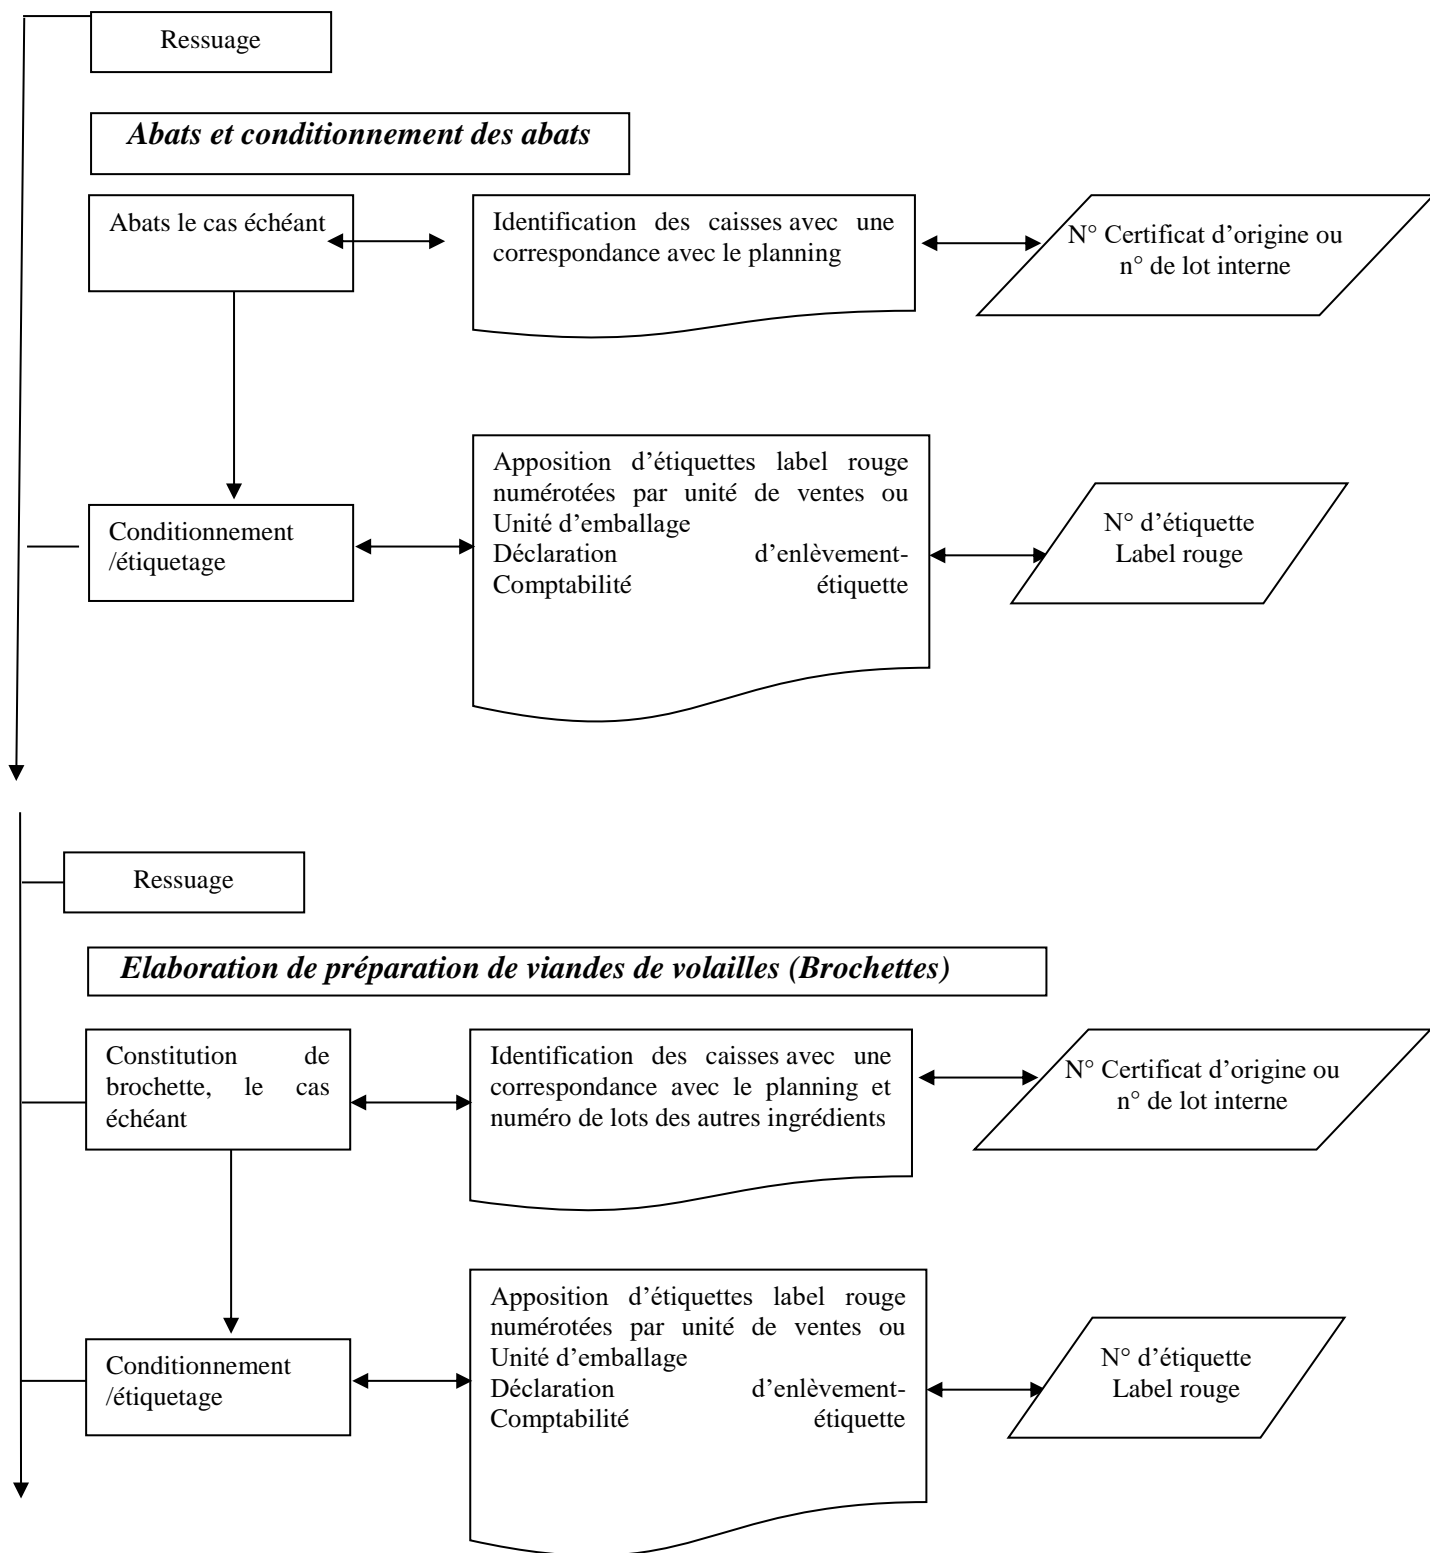 Ressuage
Abats et conditionnement des abats
Abats le cas échéant
Identification des caisses avec une
correspondance avec le planning
N° Certificat d'origine ou
n° de lot interne
Conditionnement
/étiquetage
Apposition d'étiquettes label rouge
numérotées par unité de ventes ou
Unité d'emballage
Déclaration d'enlèvement-
Comptabilité étiquette
N° d'étiquette
Label rouge
Ressuage
Elaboration de préparation de viandes de volailles (Brochettes)
Constitution de
brochette, le cas
échéant
Identification des caisses avec une
correspondance avec le planning et
numéro de lots des autres ingrédients
N° Certificat d'origine ou
n° de lot interne
Conditionnement
/étiquetage
Apposition d'étiquettes label rouge
numérotées par unité de ventes ou
Unité d'emballage
Déclaration d'enlèvement-
Comptabilité étiquette
N° d'étiquette
Label rouge